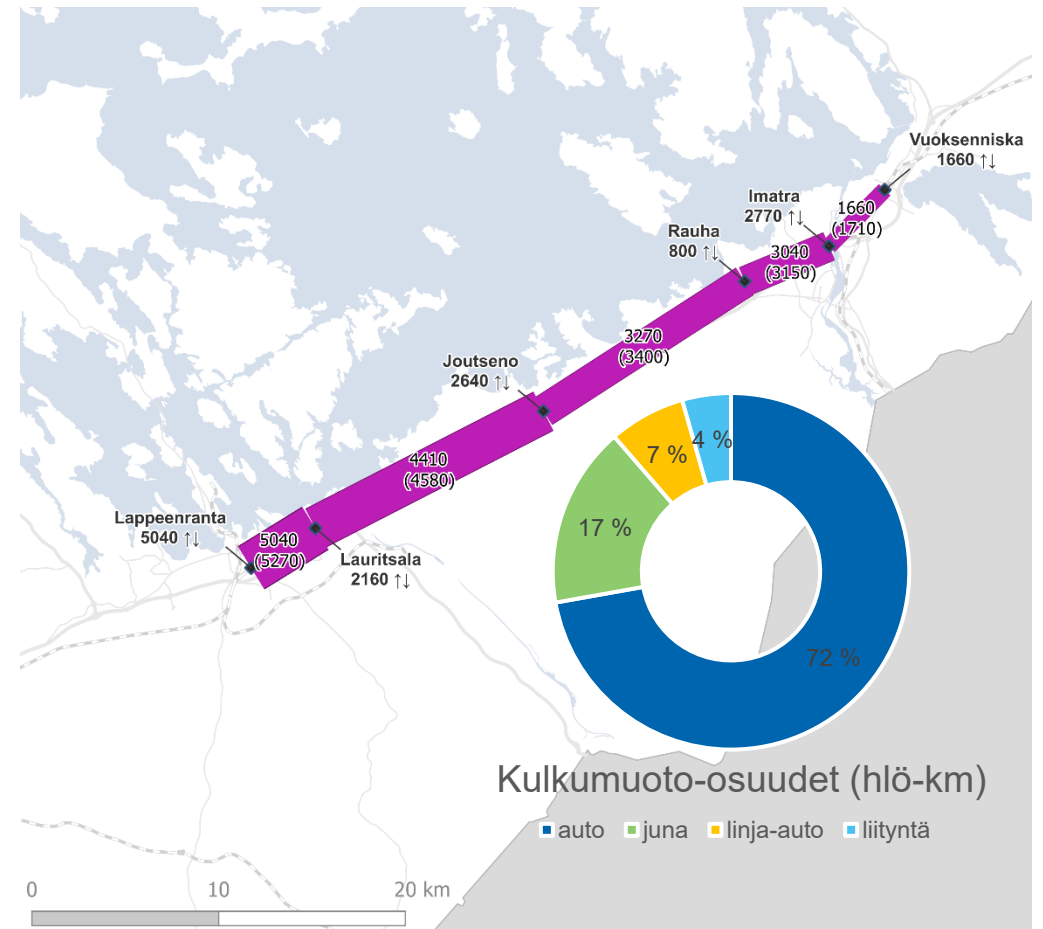 Vuoksenniska
1660 ↑↓
Imatra
2770 ↑↓
1660
(1710)
Rauha
800 ↑↓
3040
(3150)
3270
(3400)
Joutseno
2640 ↑↓
4410
(4580)
Lappeenranta
5040 ↑↓
5040
(5270)
Lauritsala
2160 ↑↓
4 %
7 %
17 %
72 %
Kulkumuoto-osuudet (hlö-km)
auto juna linja-auto liityntä
0 10 20 km